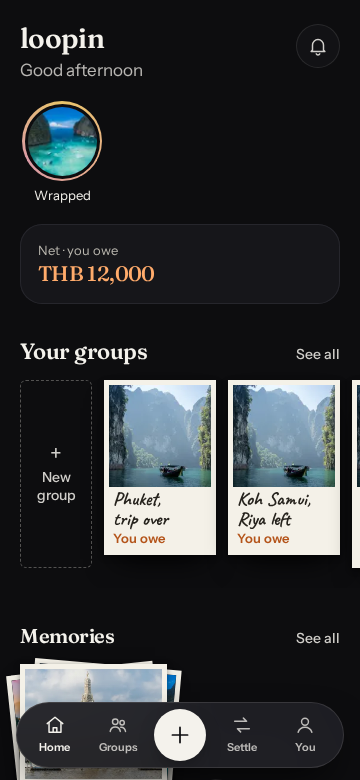 loopin
Good afternoon
Wrapped
Net · you owe
THB 12,000
Your groups
See all
+
New
group
Phuket,
trip over
You owe
Koh Samui,
Riya left
You owe
Memories
See all
Home
Groups
+
Settle
You